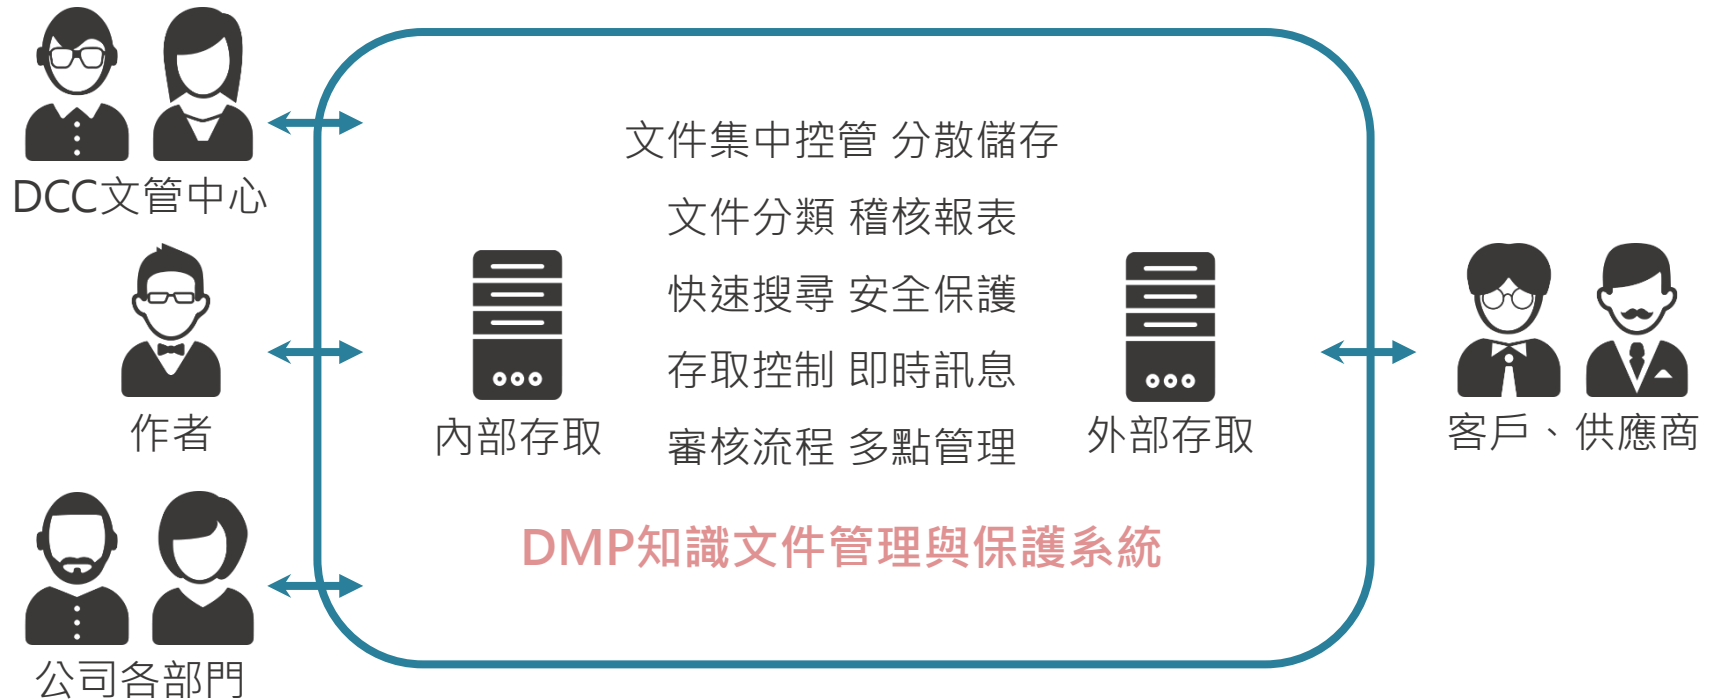 DCC文管中心
作者
公司各部門
文件集中控管 分散儲存
文件分類 稽核報表
快速搜尋 安全保護
存取控制 即時訊息
審核流程 多點管理
內部存取
外部存取
DMP知識文件管理與保護系統
客戶、供應商